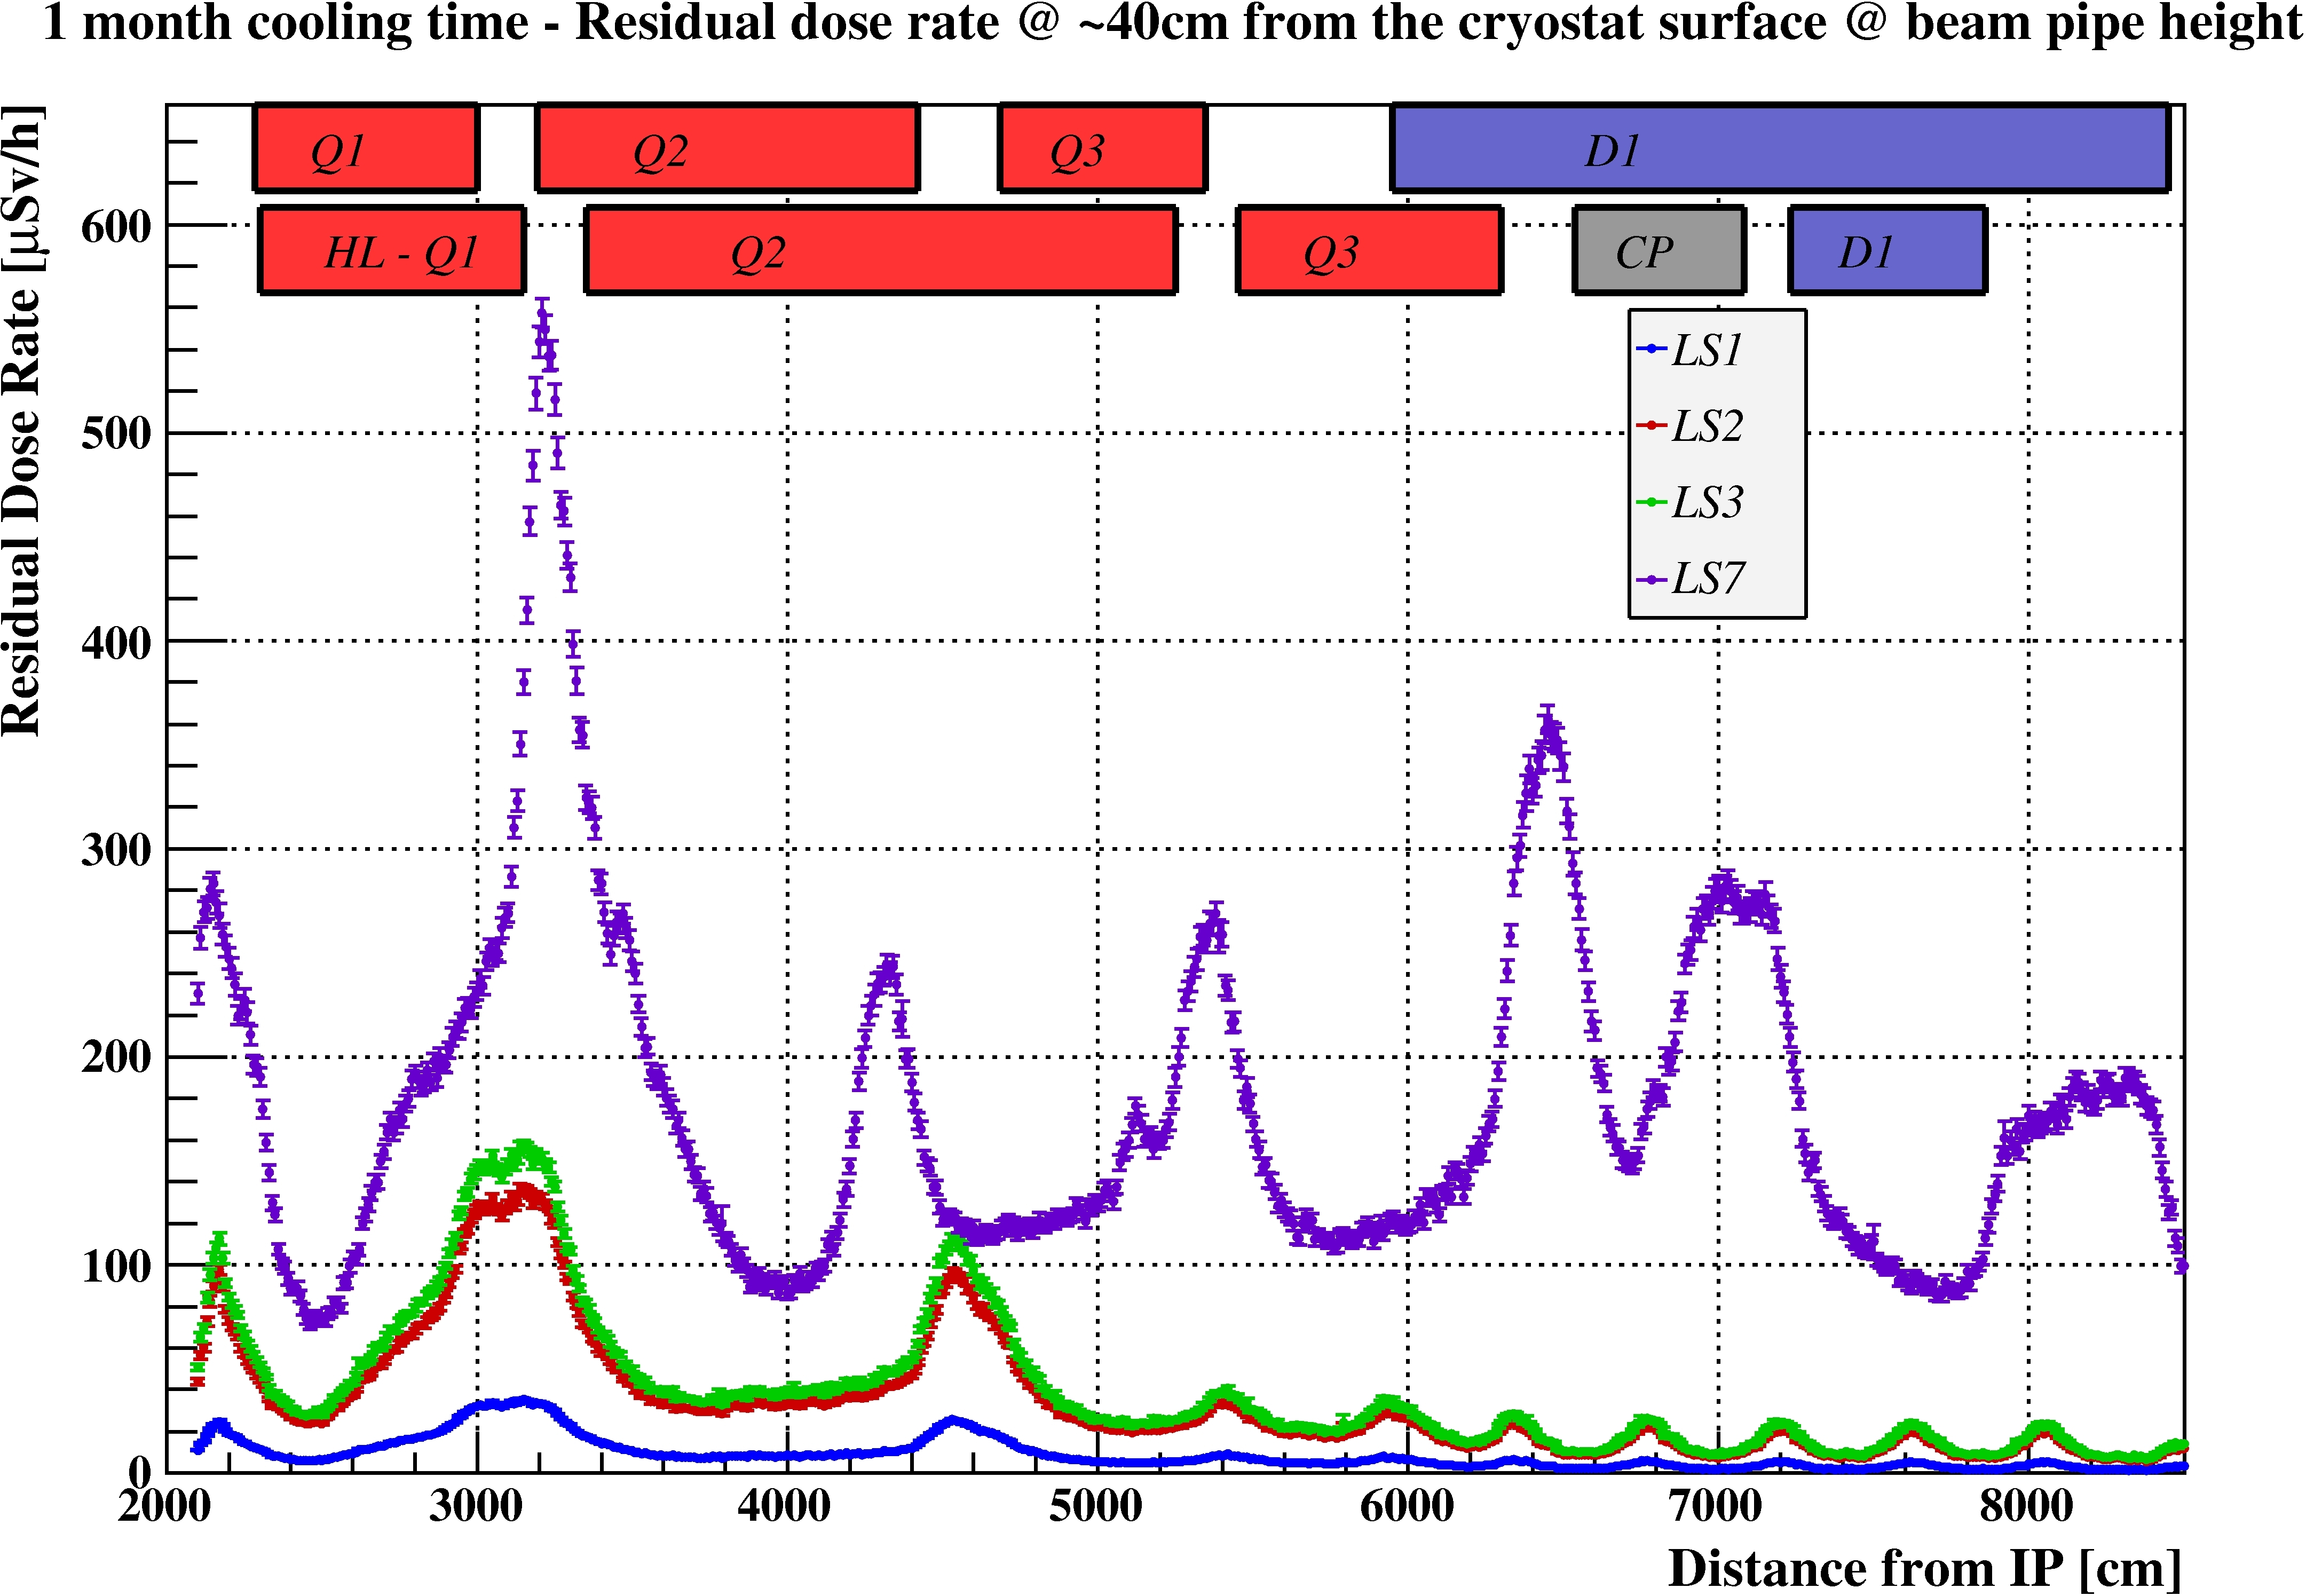 1 month cooling time - Residual dose rate @ ~40cm from the cryostat surface @ beam pipe height
Residual Dose Rate [μSv/h]
Q1 Q2 Q3 D1
HL - Q1 Q2 Q3 CP D1
LS1
LS2
LS3
LS7
600
500
400
300
200
100
0
2000 3000 4000 5000 6000 7000 8000
Distance from IP [cm]